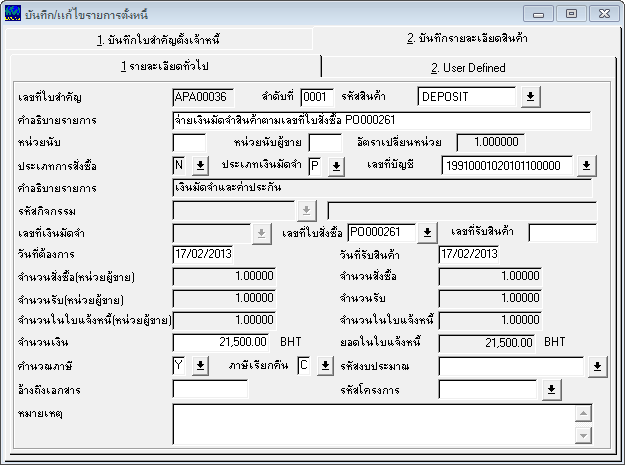 บันทึก/แก้ไขรายการตั้งหนี้
1. บันทึกใบสำคัญตั้งเจ้าหนี้ 2. บันทึกรายละเอียดสินค้า
1 รายละเอียดทั่วไป 2. User Defined
เลขที่ใบสำคัญ APA00036 ลำดับที่ 0001 รหัสสินค้า DEPOSIT
คำอธิบายรายการ จ่ายเงินมัดจำสินค้าตามเลขที่ใบสั่งซื้อ PO000261
หน่วยนับ หน่วยนับผู้ขาย อัตราเปลี่ยนหน่วย 1.000000
ประเภทการสั่งซื้อ N ประเภทเงินมัดจำ P เลขที่บัญชี 19910001020101100000
คำอธิบายรายการ เงินมัดจำและค่าประกัน
รหัสกิจกรรม
เลขที่เงินมัดจำ เลขที่ใบสั่งซื้อ PO000261 เลขที่รับสินค้า
วันที่ต้องการ 17/02/2013 วันที่รับสินค้า 17/02/2013
จำนวนสั่งซื้อ(หน่วยผู้ขาย) 1.00000 จำนวนสั่งซื้อ 1.00000
จำนวนรับ(หน่วยผู้ขาย) 1.00000 จำนวนรับ 1.00000
จำนวนในใบแจ้งหนี้(หน่วยผู้ขาย) 1.00000 จำนวนในใบแจ้งหนี้ 1.00000
จำนวนเงิน 21,500.00 BHT ยอดในใบแจ้งหนี้ 21,500.00 BHT
คำนวณภาษี Y ภาษีเรียกคืน C รหัสงบประมาณ
อ้างถึงเอกสาร รหัสโครงการ
หมายเหตุ